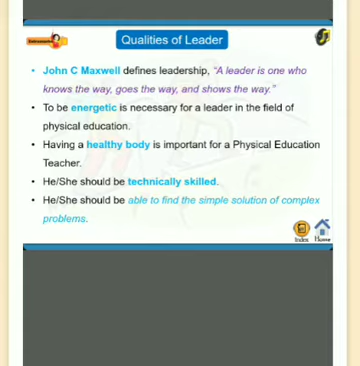 Qualities of Leader
• John C Maxwell defines leadership, "A leader is one who
knows the way, goes the way, and shows the way."
• To be energetic is necessary for a leader in the field of
physical education.
• Having a healthy body is important for a Physical Education
Teacher.
• He/She should be technically skilled.
• He/She should be able to find the simple solution of complex
problems.
Index Home